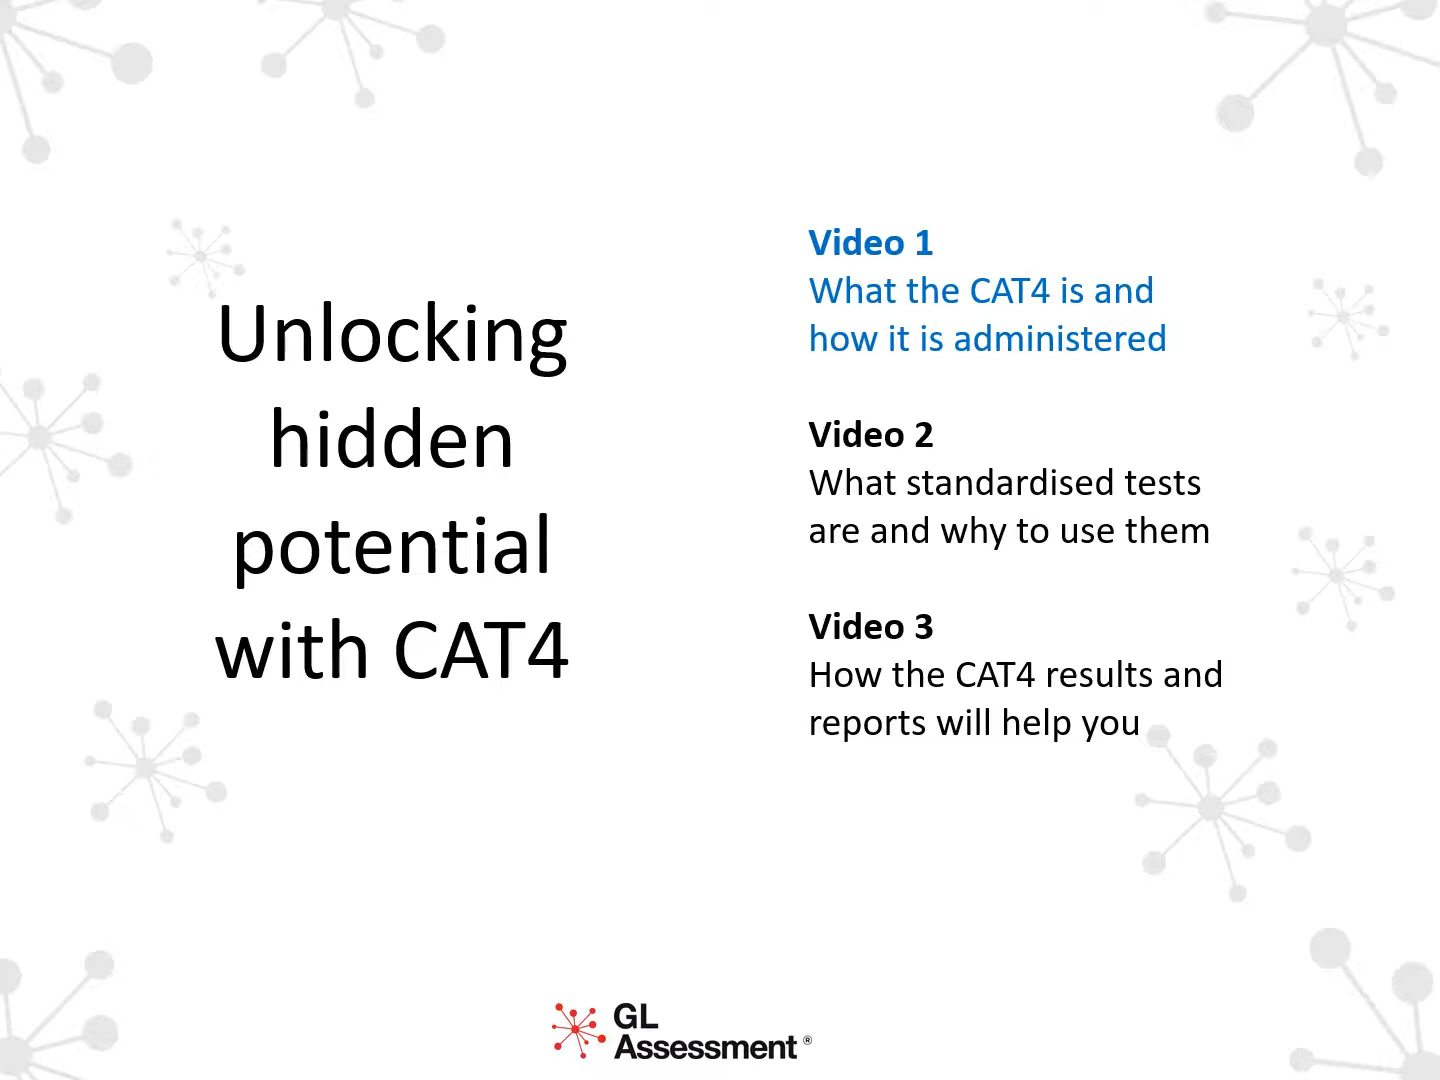 Unlocking
hidden
potential
with CAT4
Video 1
What the CAT4 is and
how it is administered
Video 2
What standardised tests
are and why to use them
Video 3
How the CAT4 results and
reports will help you
GL
Assessment®